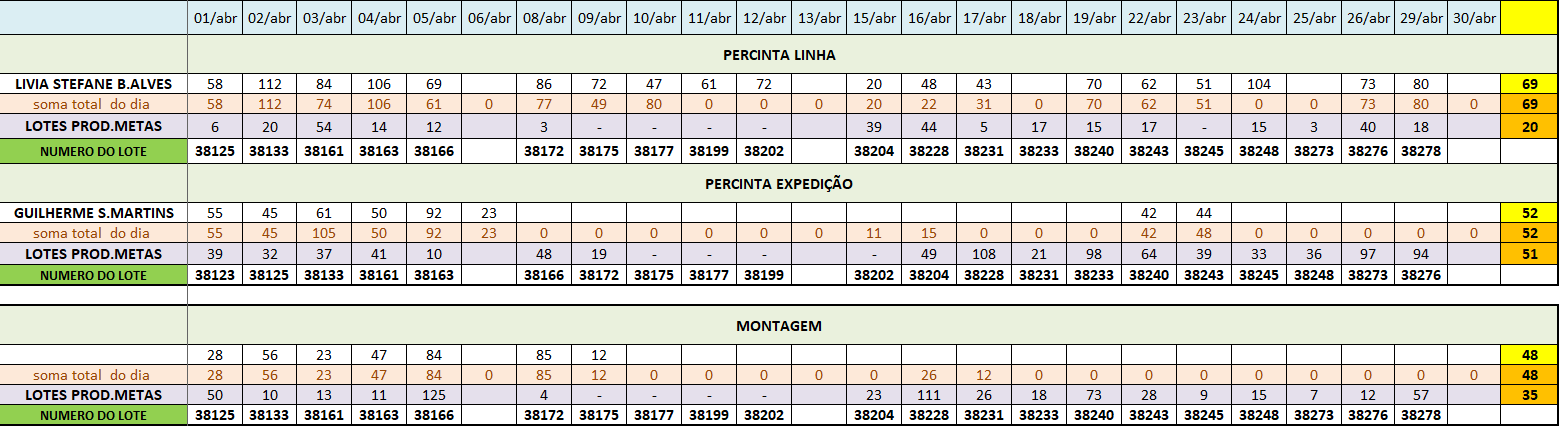 01/abr 02/abr 03/abr 04/abr 05/abr 06/abr 08/abr 09/abr 10/abr 11/abr 12/abr 13/abr 15/abr 16/abr 17/abr 18/abr 19/abr 22/abr 23/abr 24/abr 25/abr 26/abr 29/abr 30/abr
PERCINTA LINHA
LIVIA STEFANE B.ALVES 58 112 84 106 69 86 72 47 61 72 20 48 43 70 62 51 104 73 80 69
soma total do dia 58 112 74 106 61 0 77 49 80 0 0 0 20 22 31 0 70 62 51 0 0 73 80 0 69
LOTES PROD.METAS 6 20 54 14 12 3 - - - - 39 44 5 17 15 17 - 15 3 40 18 20
NUMERO DO LOTE 38125 38133 38161 38163 38166 38172 38175 38177 38199 38202 38204 38228 38231 38233 38240 38243 38245 38248 38273 38276 38278
PERCINTA EXPEDIÇÃO
GUILHERME S.MARTINS 55 45 61 50 92 23 42 44 52
soma total do dia 55 45 105 50 92 23 0 0 0 0 0 0 11 15 0 0 0 42 48 0 0 0 0 0 52
LOTES PROD.METAS 39 32 37 41 10 48 19 - - - - 49 108 21 98 64 39 33 36 97 94 51
NUMERO DO LOTE 38123 38125 38133 38161 38163 38166 38172 38175 38177 38199 38202 38204 38228 38231 38233 38240 38243 38245 38248 38273 38276
MONTAGEM
28 56 23 47 84 85 12 48
soma total do dia 28 56 23 47 84 0 85 12 0 0 0 0 0 26 12 0 0 0 0 0 0 0 0 0 48
LOTES PROD.METAS 50 10 13 11 125 4 - - - - 23 111 26 18 73 28 9 15 7 12 57 35
NUMERO DO LOTE 38125 38133 38161 38163 38166 38172 38175 38177 38199 38202 38204 38228 38231 38233 38240 38243 38245 38248 38273 38276 38278